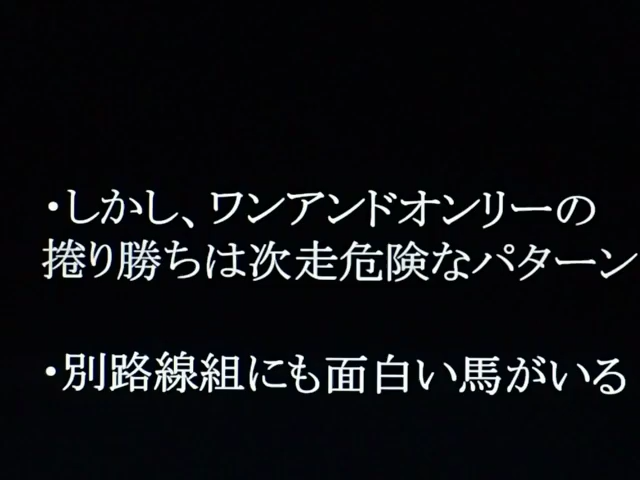 ・しかし、ワンアンドオンリーの
捲り勝ちは次走危険なパターン
・別路線組にも面白い馬がいる